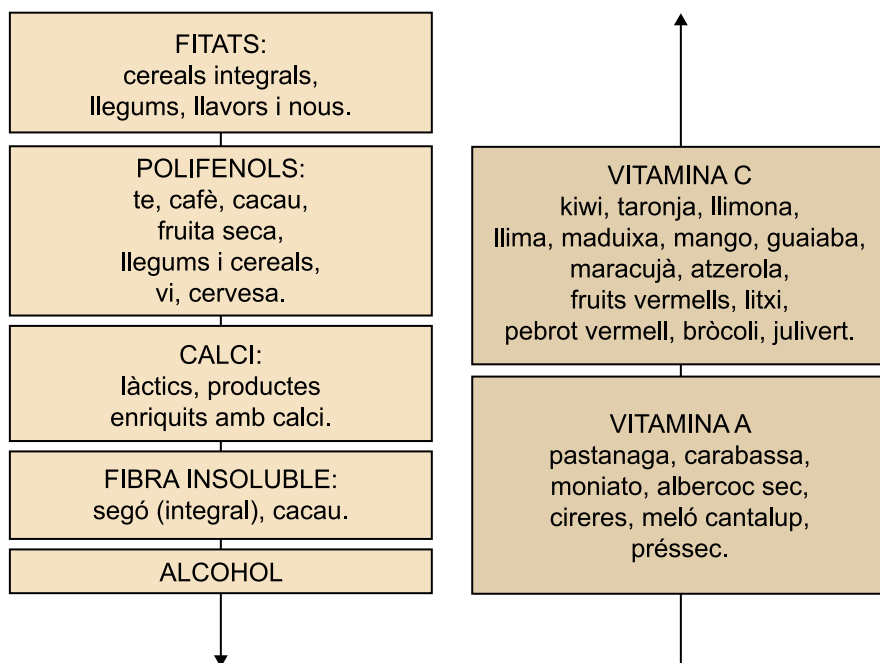 FITATS:
cereals integrals,
llegums, llavors i nous.
POLIFENOLS:
te, cafè, cacau,
fruita seca,
llegums i cereals,
vi, cervesa.
CALCI:
làctics, productes
enriquits amb calci.
FIBRA INSOLUBLE:
segó (integral), cacau.
ALCOHOL
VITAMINA C
kiwi, taronja, llimona,
llima, maduixa, mango, guaiaba,
maracujà, atzerola,
fruits vermells, litxi,
pebrot vermell, bròcoli, julivert.
VITAMINA A
pastanaga, carabassa,
moniato, albercoc sec,
cireres, meló cantalup,
préssec.